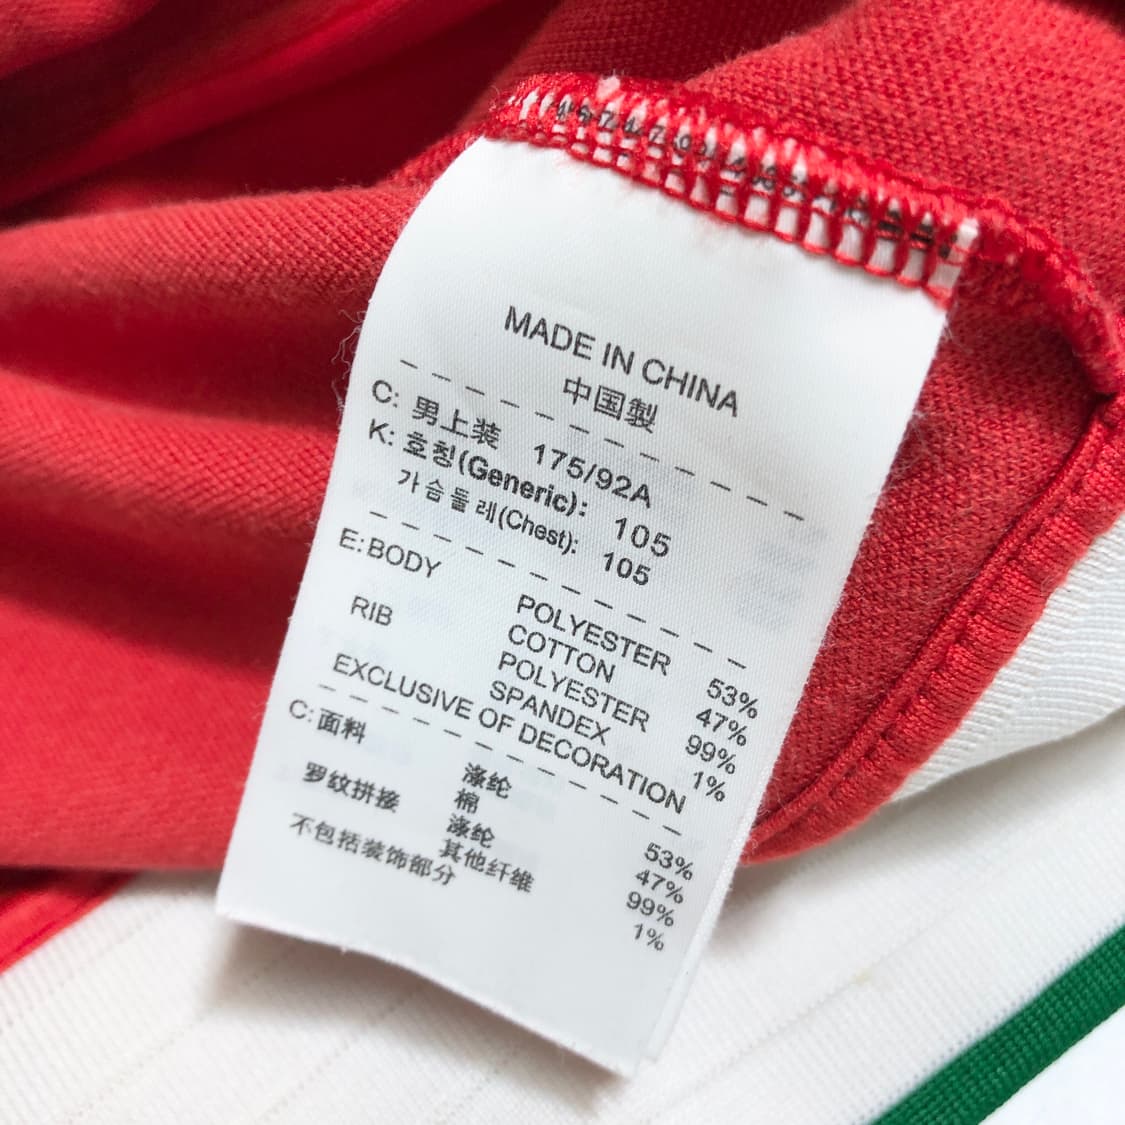 MADE IN CHINA
中国製
C: 男上装 175/92A
K: 호칭(Generic): 105
가슴둘레(Chest): 105
E: BODY POLYESTER 53%
COTTON 47%
RIB POLYESTER 99%
SPANDEX 1%
EXCLUSIVE OF DECORATION
C: 面料 涤纶 53%
棉 47%
罗纹拼接 涤纶 99%
其他纤维 1%
不包括装饰部分